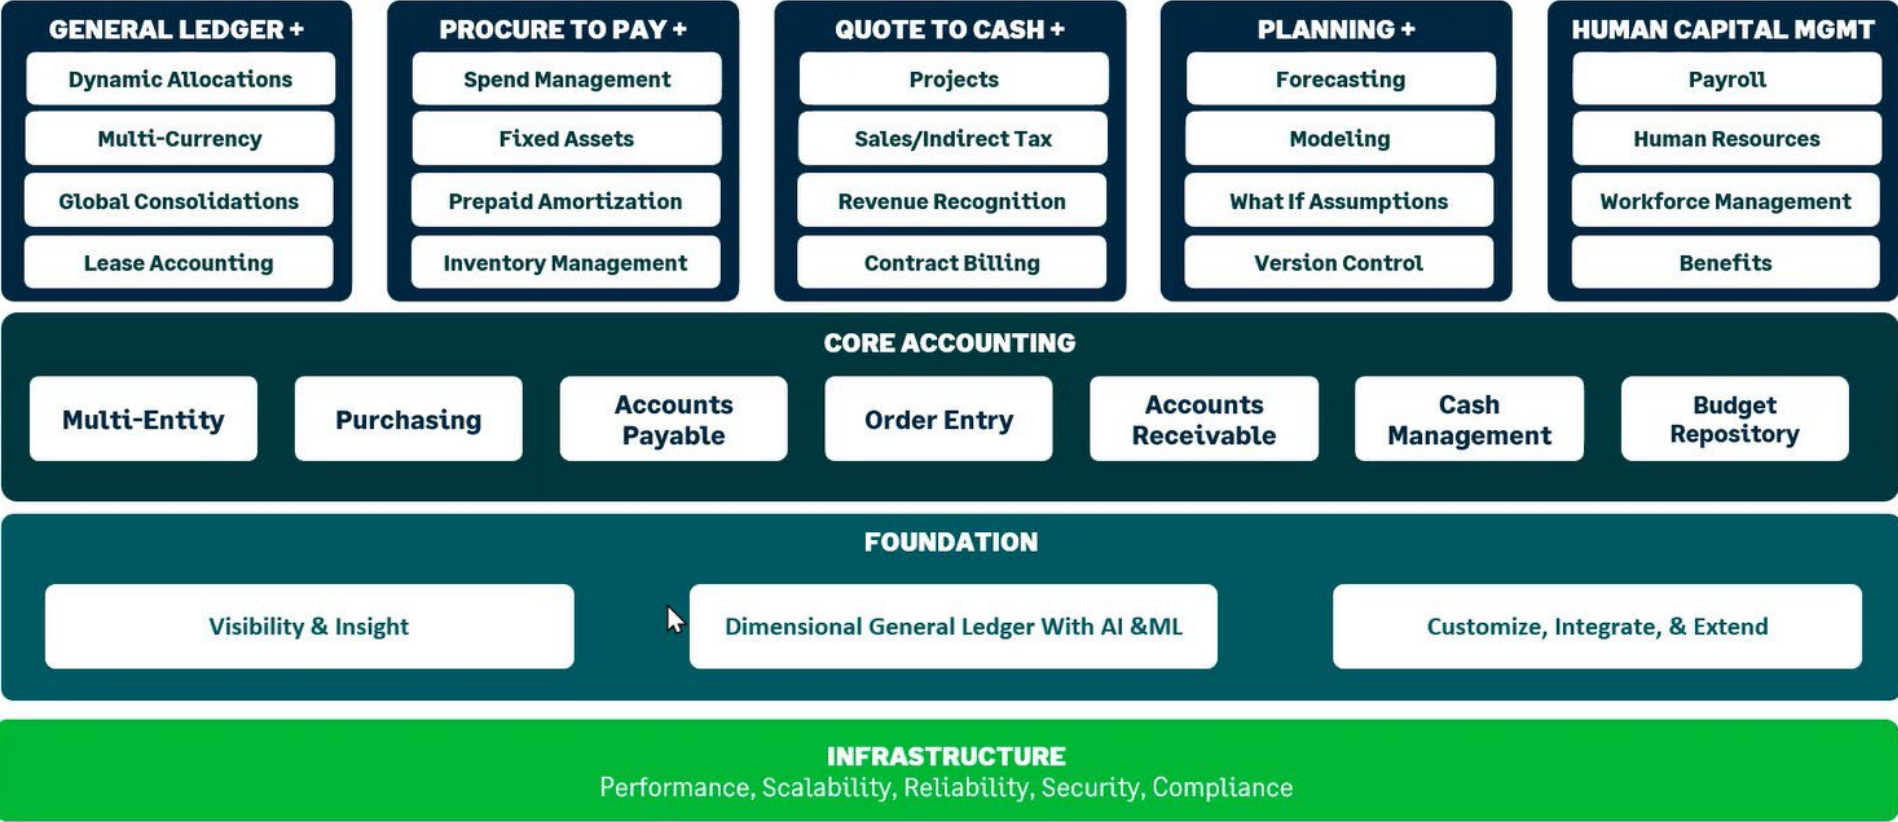 GENERAL LEDGER +
Dynamic Allocations
Multi-Currency
Global Consolidations
Lease Accounting
PROCURE TO PAY +
Spend Management
Fixed Assets
Prepaid Amortization
Inventory Management
QUOTE TO CASH +
Projects
Sales/Indirect Tax
Revenue Recognition
Contract Billing
PLANNING +
Forecasting
Modeling
What If Assumptions
Version Control
HUMAN CAPITAL MGMT
Payroll
Human Resources
Workforce Management
Benefits
CORE ACCOUNTING
Multi-Entity
Purchasing
Accounts
Payable
Order Entry
Accounts
Receivable
Cash
Management
Budget
Repository
FOUNDATION
Visibility & Insight
Dimensional General Ledger With AI &ML
Customize, Integrate, & Extend
INFRASTRUCTURE
Performance, Scalability, Reliability, Security, Compliance